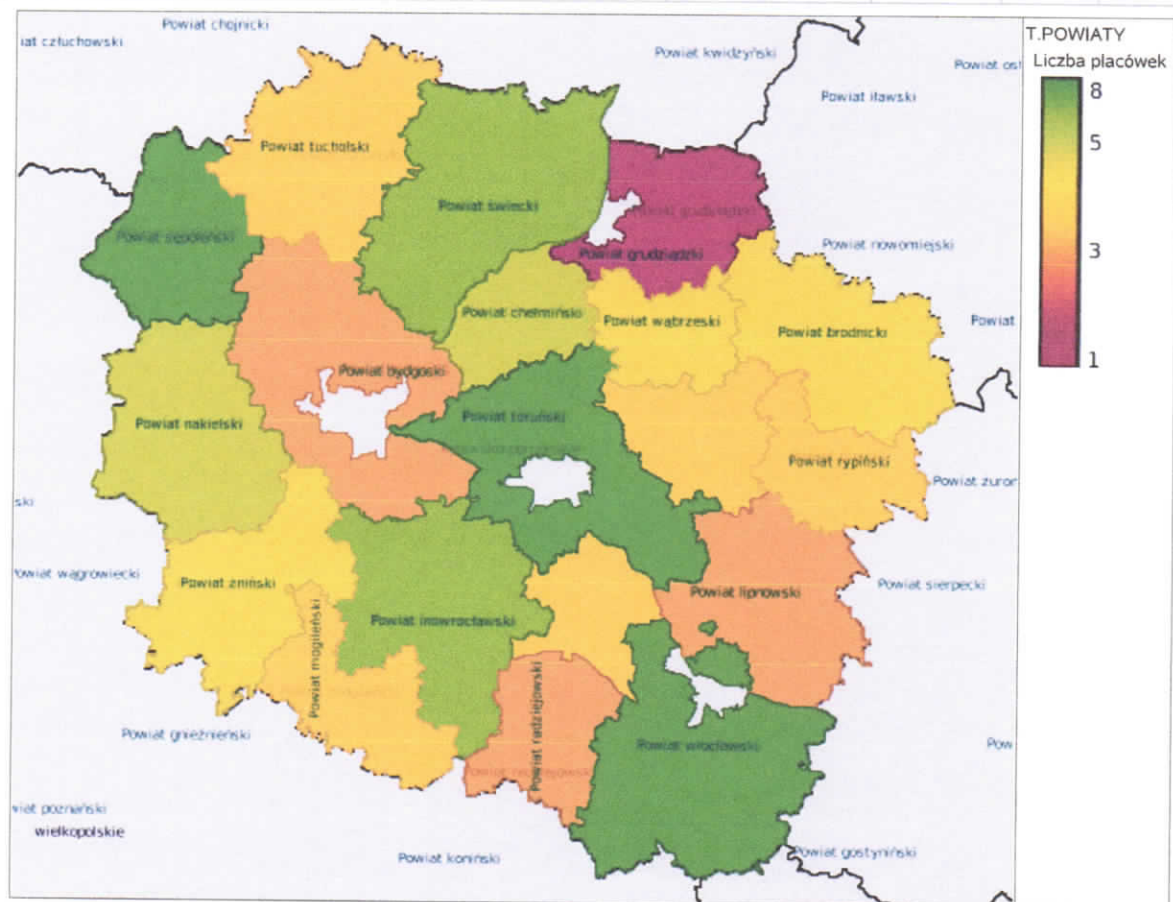 Powiat chojnicki
iat człuchowski
Powiat kwidzyński
Powiat ost
Powiat iławski
T.POWIATY
Liczba placówek
8
5
3
1
Powiat tucholski
Powiat świecki
Powiat grudziądzki
Powiat sępoleński
Powiat nowomiejski
Powiat grudziądzki
Powiat chełmiński
Powiat wąbrzeski
Powiat brodnicki
Powiat
Powiat bydgoski
Powiat toruński
Powiat nakielski
Powiat rypiński
Powiat żuror
ski
Powiat wągrowiecki
Powiat żniński
Powiat sierpecki
Powiat lipnowski
Powiat inowrocławski
Powiat mogileński
Powiat radziejowski
Powiat gnieźnieński
Powiat włocławski
Pow
wiat poznański
wielkopolskie
Powiat koniński
Powiat gostyniński